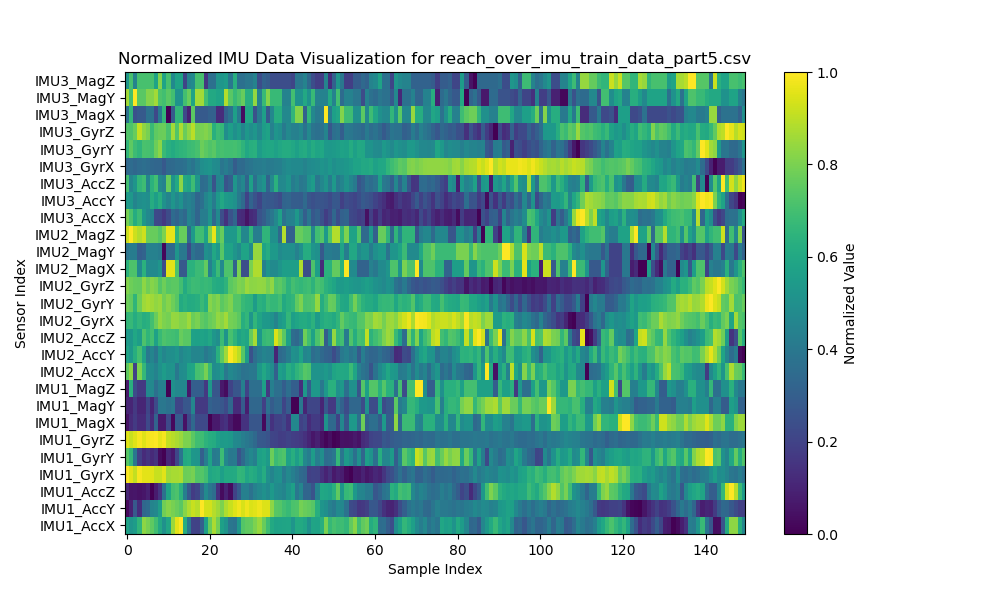 Normalized IMU Data Visualization for reach_over_imu_train_data_part5.csv
IMU3_MagZ
IMU3_MagY
IMU3_MagX
IMU3_GyrZ
IMU3_GyrY
IMU3_GyrX
IMU3_AccZ
IMU3_AccY
IMU3_AccX
IMU2_MagZ
IMU2_MagY
IMU2_MagX
IMU2_GyrZ
IMU2_GyrY
IMU2_GyrX
IMU2_AccZ
IMU2_AccY
IMU2_AccX
IMU1_MagZ
IMU1_MagY
IMU1_MagX
IMU1_GyrZ
IMU1_GyrY
IMU1_GyrX
IMU1_AccZ
IMU1_AccY
IMU1_AccX
Sensor Index
0 20 40 60 80 100 120 140
Sample Index
1.0
0.8
0.6
0.4
0.2
0.0
Normalized Value